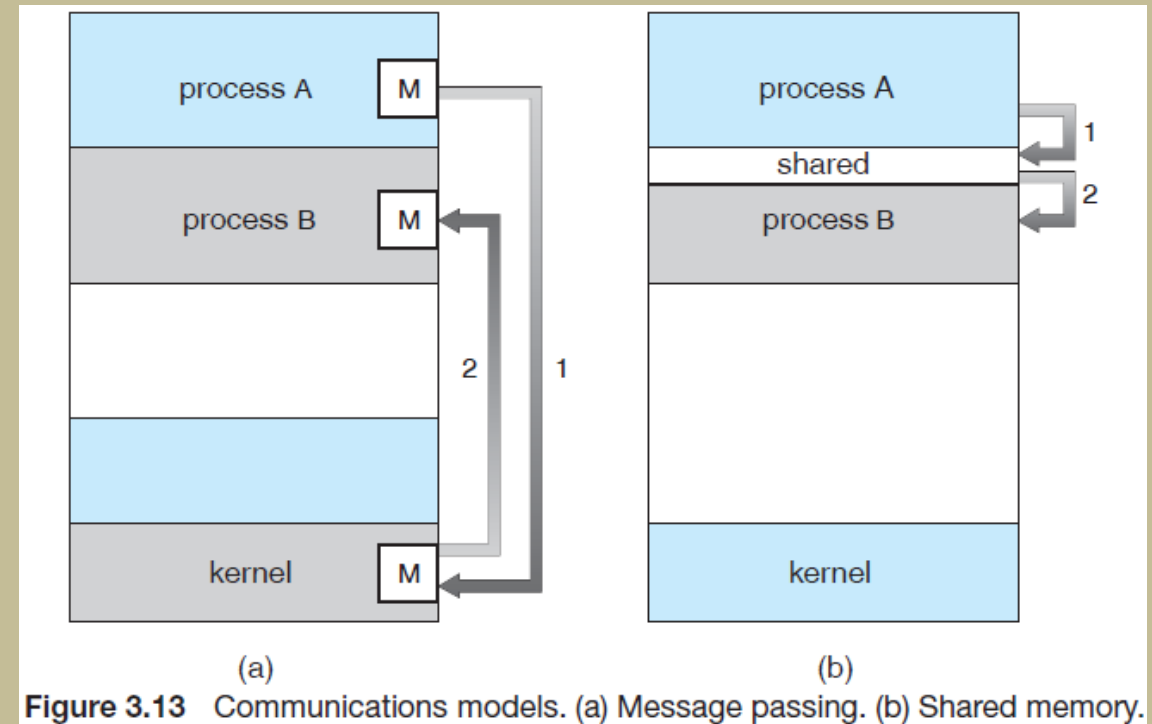 process A
M
process B
M
2
1
kernel
M
(a)
process A
1
shared
2
process B
kernel
(b)
Figure 3.13 Communications models. (a) Message passing. (b) Shared memory.